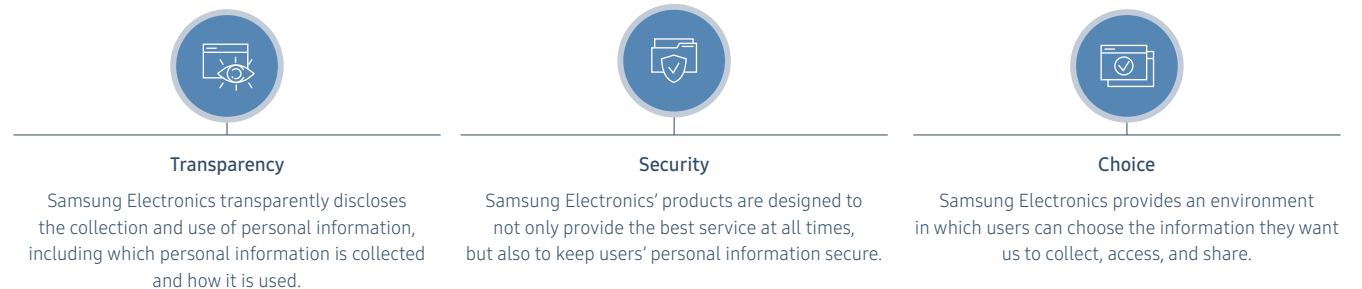 Transparency
Samsung Electronics transparently discloses
the collection and use of personal information,
including which personal information is collected
and how it is used.
Security
Samsung Electronics’ products are designed to
not only provide the best service at all times,
but also to keep users’ personal information secure.
Choice
Samsung Electronics provides an environment
in which users can choose the information they want
us to collect, access, and share.